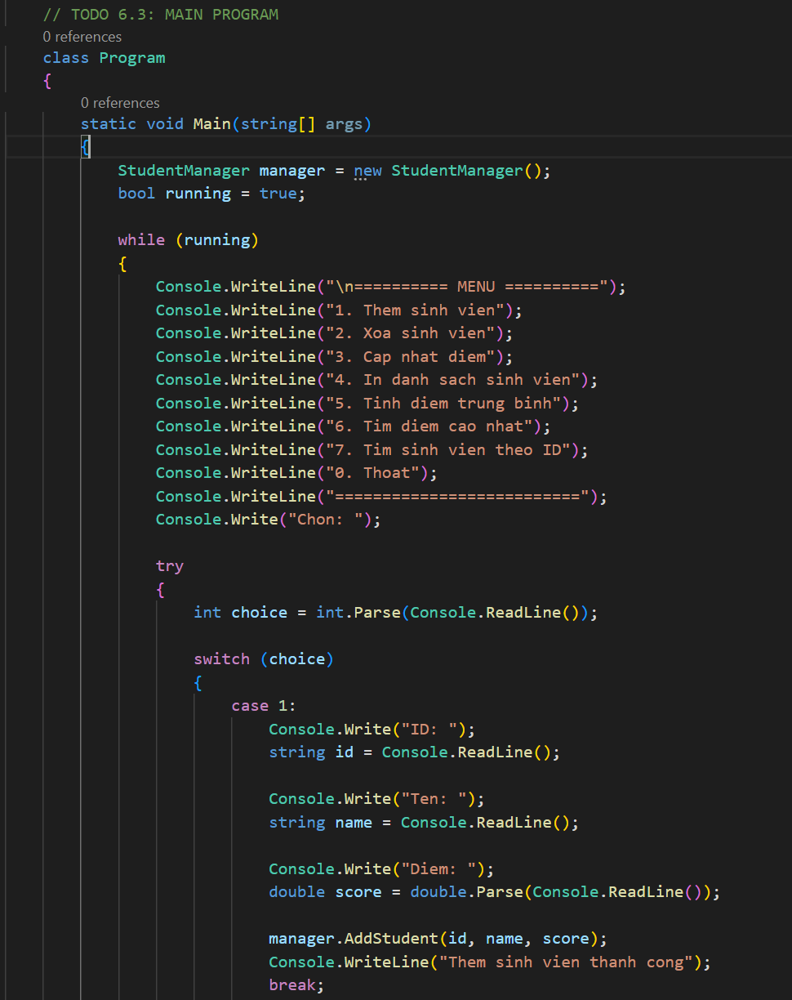 // TODO 6.3: MAIN PROGRAM
0 references
class Program
{
0 references
static void Main(string[] args)
{
StudentManager manager = new StudentManager();
bool running = true;
while (running)
{
Console.WriteLine("\n========== MENU ==========");
Console.WriteLine("1. Them sinh vien");
Console.WriteLine("2. Xoa sinh vien");
Console.WriteLine("3. Cap nhat diem");
Console.WriteLine("4. In danh sach sinh vien");
Console.WriteLine("5. Tinh diem trung binh");
Console.WriteLine("6. Tim diem cao nhat");
Console.WriteLine("7. Tim sinh vien theo ID");
Console.WriteLine("0. Thoat");
Console.WriteLine("==========================");
Console.Write("Chon: ");
try
{
int choice = int.Parse(Console.ReadLine());
switch (choice)
{
case 1:
Console.Write("ID: ");
string id = Console.ReadLine();
Console.Write("Ten: ");
string name = Console.ReadLine();
Console.Write("Diem: ");
double score = double.Parse(Console.ReadLine());
manager.AddStudent(id, name, score);
Console.WriteLine("Them sinh vien thanh cong");
break;